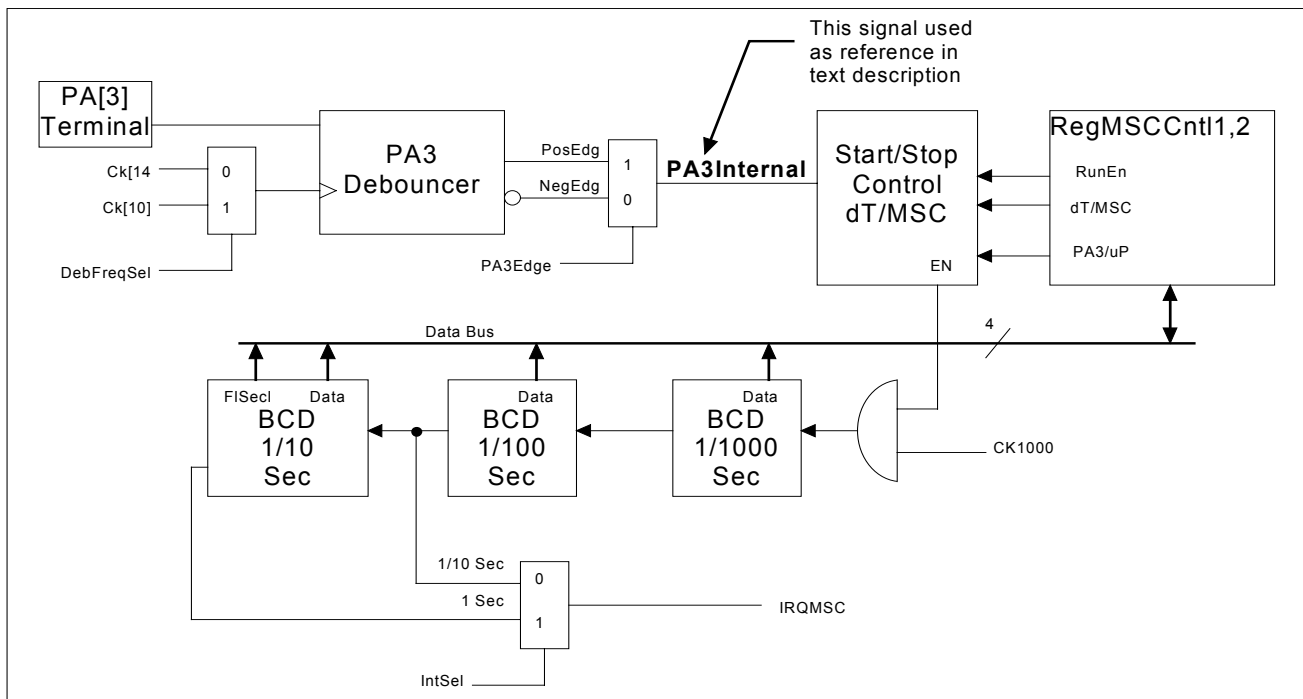 This signal used
as reference in
text description
PA[3]
Terminal
Ck[14
Ck[10]
0
1
DebFreqSel
PA3
Debouncer
PosEdg
NegEdg
1
0
PA3Edge
PA3Internal
Start/Stop
Control
dT/MSC
EN
RegMSCCntl1,2
RunEn
dT/MSC
PA3/uP
Data Bus
4
FlSecl
Data
BCD
1/10
Sec
Data
BCD
1/100
Sec
Data
BCD
1/1000
Sec
CK1000
1/10 Sec
1 Sec
0
1
IRQMSC
IntSel